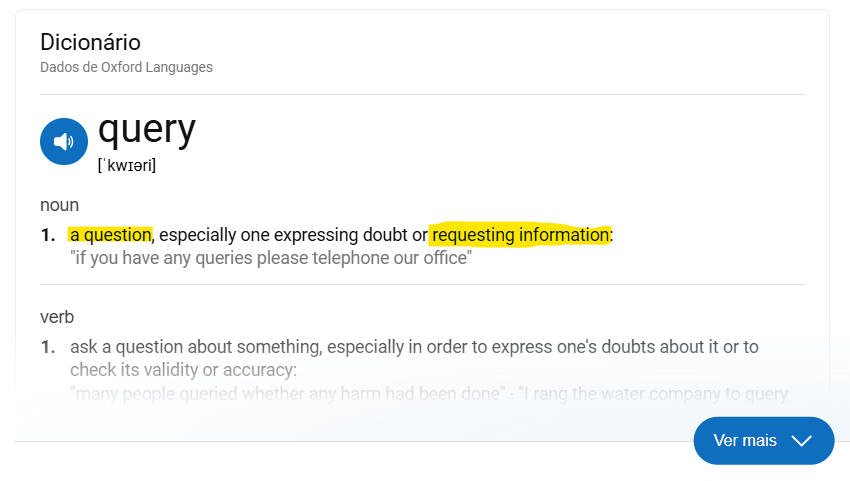 Dicionário
Dados de Oxford Languages
query
[ˈkwɪəri]
noun
1. a question, especially one expressing doubt or requesting information:
"if you have any queries please telephone our office"
verb
1. ask a question about something, especially in order to express one's doubts about it or to
check its validity or accuracy:
"many people queried whether any harm had been done" · "I rang the water company to query
Ver mais